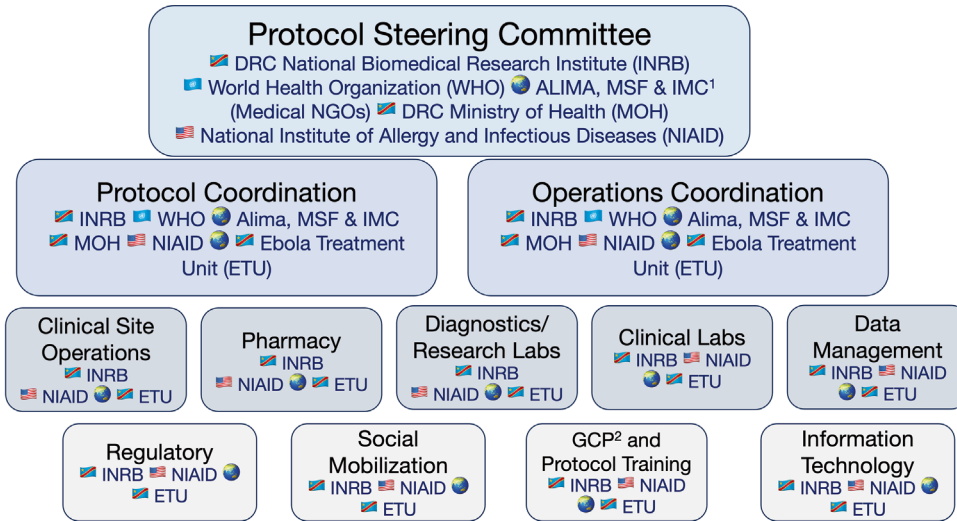 Protocol Steering Committee
🇨🇩 DRC National Biomedical Research Institute (INRB)
🇺🇳 World Health Organization (WHO) 🌏 ALIMA, MSF & IMC¹
(Medical NGOs) 🇨🇩 DRC Ministry of Health (MOH)
🇺🇸 National Institute of Allergy and Infectious Diseases (NIAID)
Protocol Coordination
🇨🇩 INRB 🇺🇳 WHO 🌏 Alima, MSF & IMC
🇨🇩 MOH 🇺🇸 NIAID 🌏 🇨🇩 Ebola Treatment
Unit (ETU)
Operations Coordination
🇨🇩 INRB 🇺🇳 WHO 🌏 Alima, MSF & IMC
🇨🇩 MOH 🇺🇸 NIAID 🌏 🇨🇩 Ebola Treatment
Unit (ETU)
Clinical Site
Operations
🇨🇩 INRB
🇺🇸 NIAID 🌏 🇨🇩 ETU
Pharmacy
🇨🇩 INRB
🇺🇸 NIAID 🌏 🇨🇩 ETU
Diagnostics/
Research Labs
🇨🇩 INRB
🇺🇸 NIAID 🌏 🇨🇩 ETU
Clinical Labs
🇨🇩 INRB 🇺🇸 NIAID
🌏 🇨🇩 ETU
Data
Management
🇨🇩 INRB 🇺🇸 NIAID
🌏 🇨🇩 ETU
Regulatory
🇨🇩 INRB 🇺🇸 NIAID 🌏
🇨🇩 ETU
Social
Mobilization
🇨🇩 INRB 🇺🇸 NIAID 🌏
🇨🇩 ETU
GCP² and
Protocol Training
🇨🇩 INRB 🇺🇸 NIAID
🌏 🇨🇩 ETU
Information
Technology
🇨🇩 INRB 🇺🇸 NIAID 🌏
🇨🇩 ETU